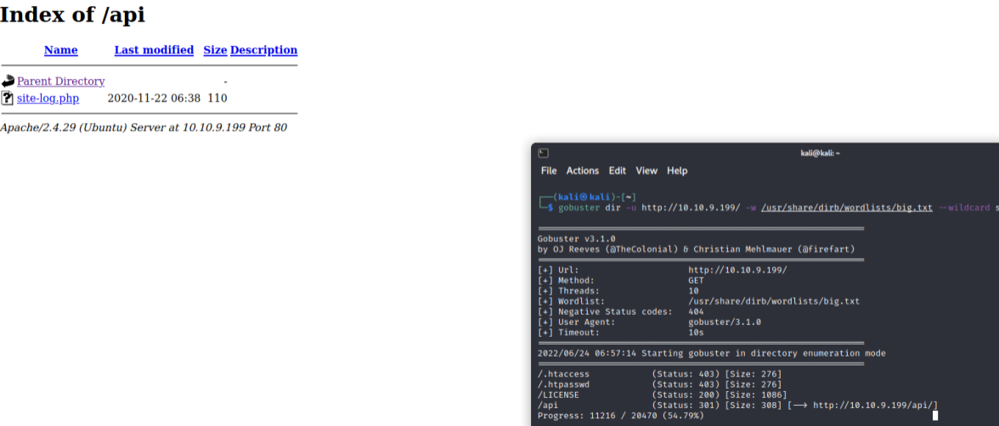 Index of /api
Name Last modified Size Description
Parent Directory -
site-log.php 2020-11-22 06:38 110
Apache/2.4.29 (Ubuntu) Server at 10.10.9.199 Port 80
kali@kali: ~
File Actions Edit View Help
┌──(kali㉿kali)-[~]
└─$ gobuster dir -u http://10.10.9.199/ -w /usr/share/dirb/wordlists/big.txt --wildcard s
Gobuster v3.1.0
by OJ Reeves (@TheColonial) & Christian Mehlmauer (@firefart)
[+] Url: http://10.10.9.199/
[+] Method: GET
[+] Threads: 10
[+] Wordlist: /usr/share/dirb/wordlists/big.txt
[+] Negative Status codes: 404
[+] User Agent: gobuster/3.1.0
[+] Timeout: 10s
2022/06/24 06:57:14 Starting gobuster in directory enumeration mode
/.htaccess (Status: 403) [Size: 276]
/.htpasswd (Status: 403) [Size: 276]
/LICENSE (Status: 200) [Size: 1086]
/api (Status: 301) [Size: 308] [--> http://10.10.9.199/api/]
Progress: 11216 / 20470 (54.79%)